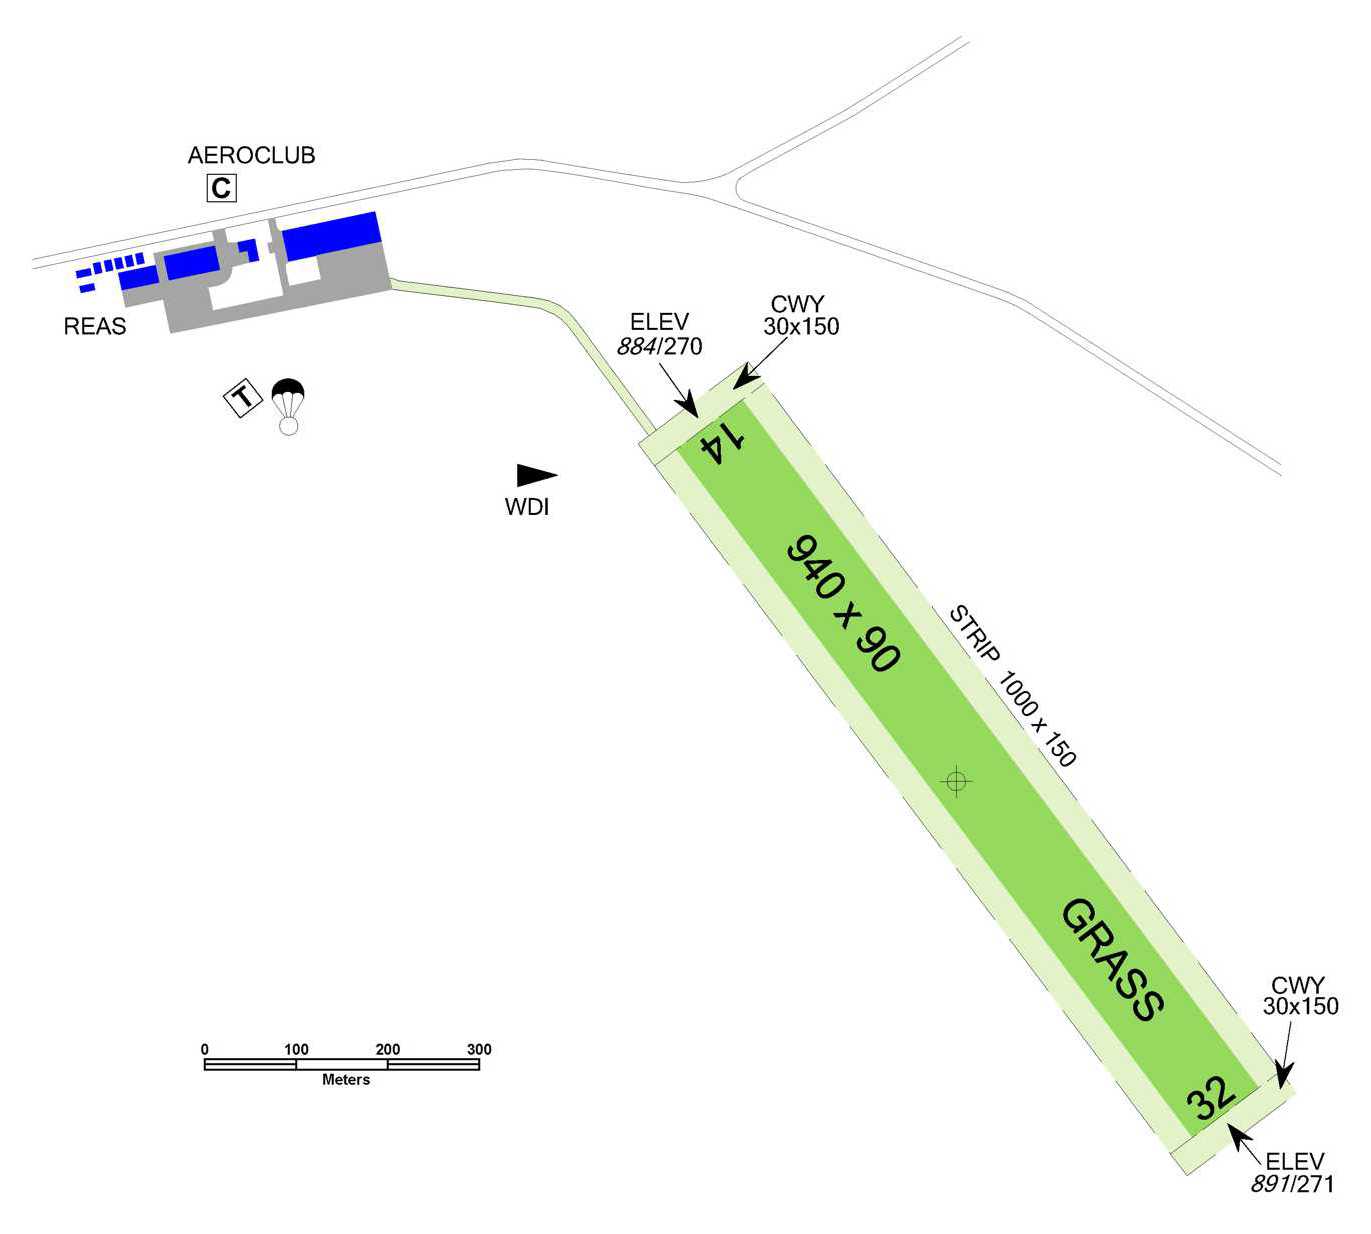 AEROCLUB
C
REAS
T
WDI
ELEV
884/270
CWY
30x150
14
940 x 90
STRIP 1000 x 150
GRASS
32
CWY
30x150
ELEV
891/271
0 100 200 300
Meters